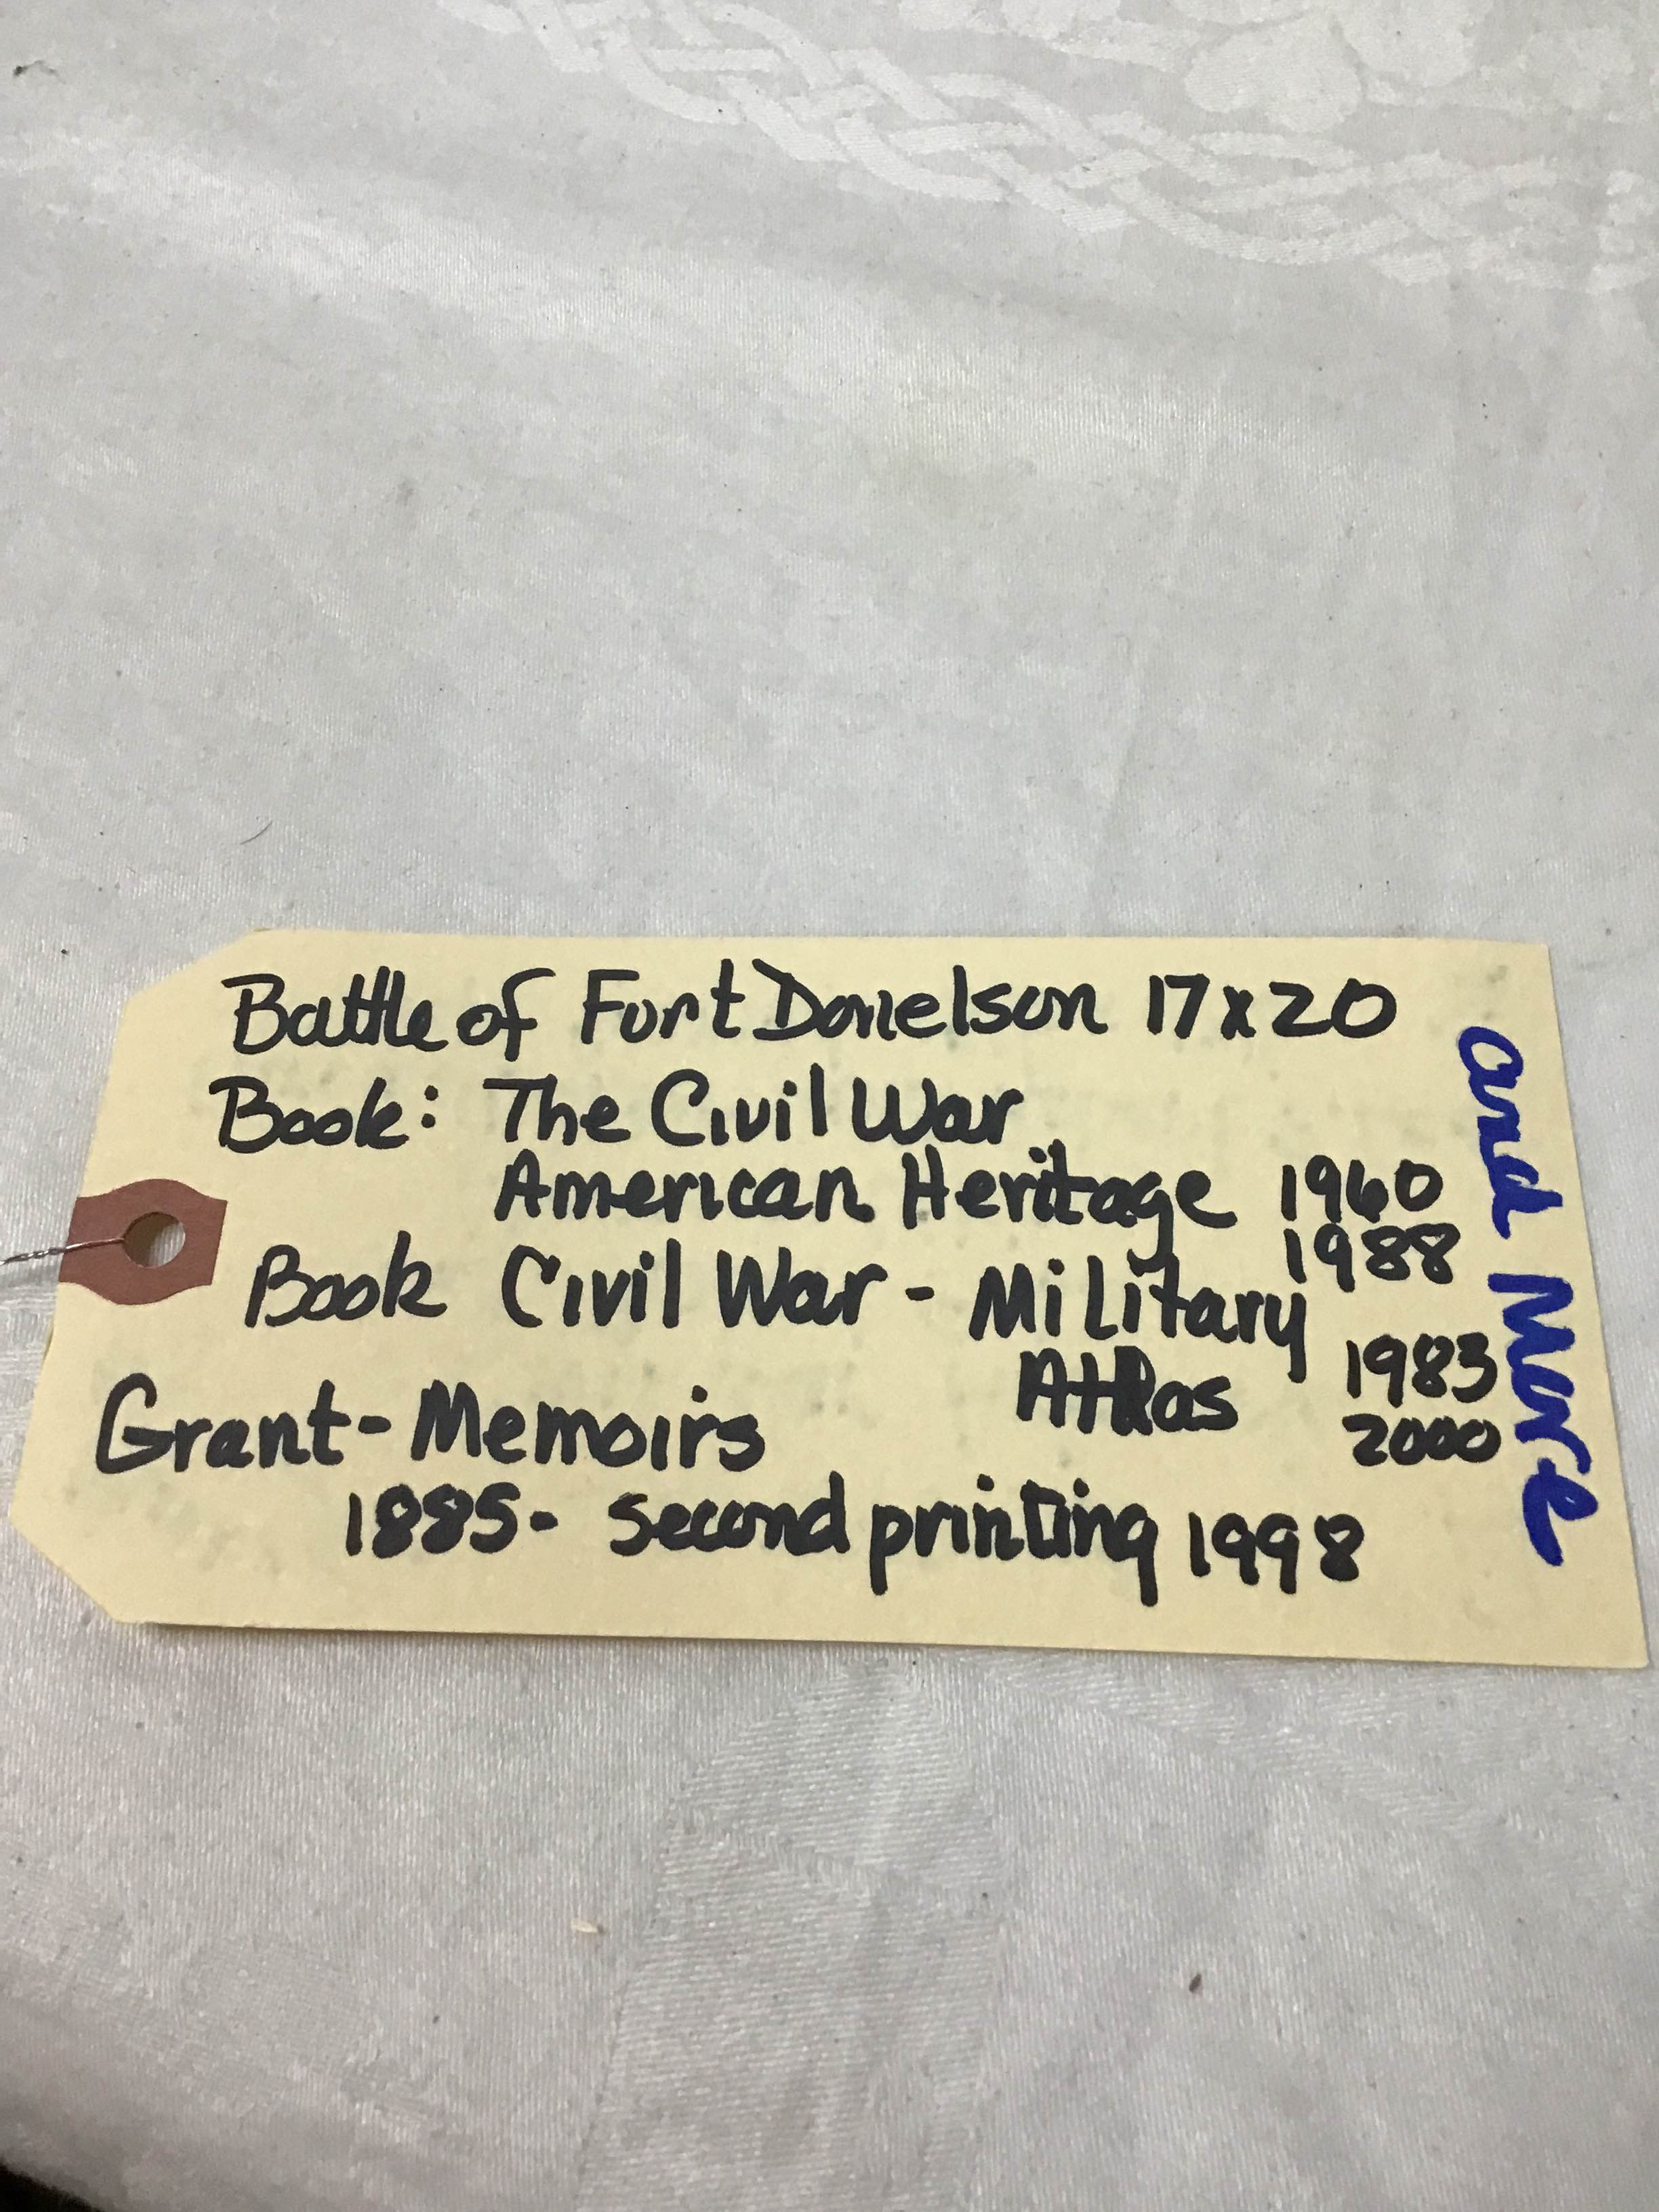 Battle of Fort Donelson 17x20
Book: The Civil War
American Heritage 1960
1988
Book Civil War - Military
Atlas 1983
2000
Grant - Memoirs
1885 - second printing 1998
and More